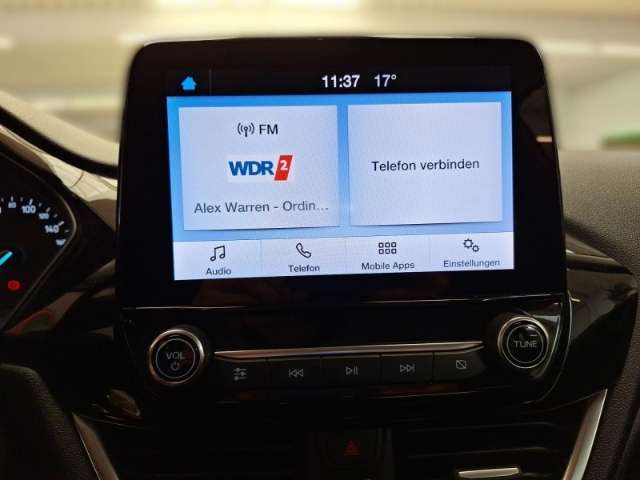 11:37 17°
FM
WDR 2
Telefon verbinden
Alex Warren - Ordin...
Audio
Telefon
Mobile Apps
Einstellungen
VOL
TUNE
80
100
120
140